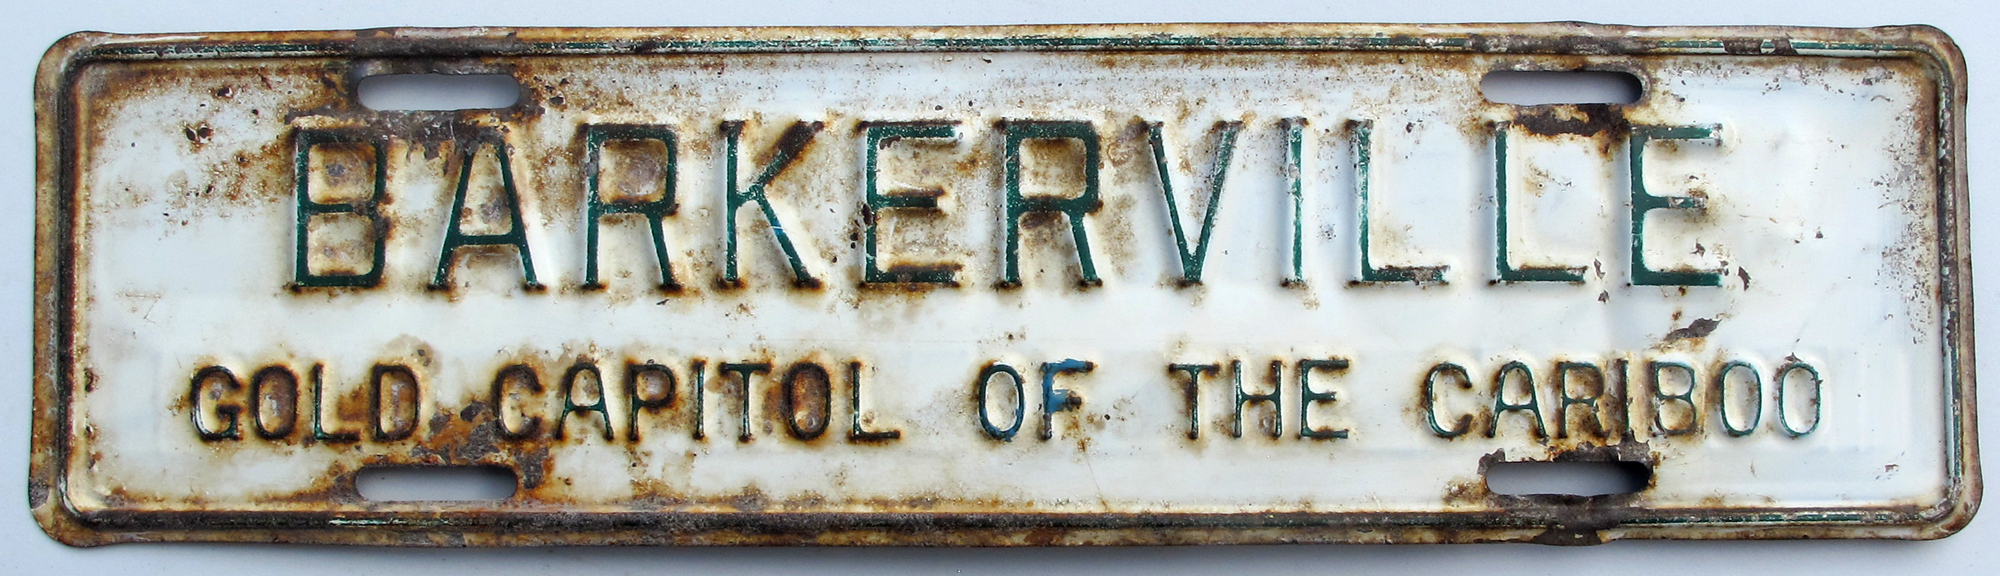 BARKERVILLE
GOLD CAPITOL OF THE CARIBOO